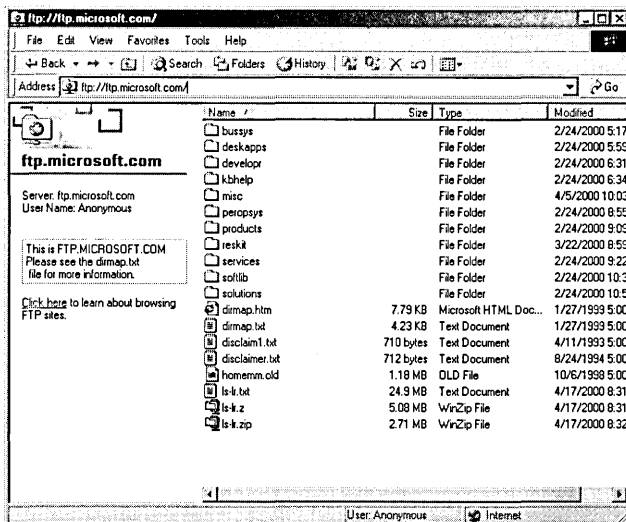 ftp://ftp.microsoft.com/
File Edit View Favorites Tools Help
Back Search Folders History
Address ftp://ftp.microsoft.com/ Go
ftp.microsoft.com
Server: ftp.microsoft.com
User Name: Anonymous
This is FTP.MICROSOFT.COM
Please see the dirmap.txt
file for more information.
Click here to learn about browsing
FTP sites.
Name Size Type Modified
bussys File Folder 2/24/2000 5:17
deskapps File Folder 2/24/2000 5:59
developr File Folder 2/24/2000 6:31
kbhelp File Folder 2/24/2000 6:34
misc File Folder 4/5/2000 10:03
peropsys File Folder 2/24/2000 8:55
products File Folder 2/24/2000 9:09
reskit File Folder 3/22/2000 8:59
services File Folder 2/24/2000 9:22
softlib File Folder 2/24/2000 10:3
solutions File Folder 2/24/2000 10:5
dirmap.htm 7.79 KB Microsoft HTML Doc... 1/27/1999 5:00
dirmap.txt 4.23 KB Text Document 1/27/1999 5:00
disclaim1.txt 710 bytes Text Document 4/11/1993 5:00
disclaimer.txt 712 bytes Text Document 8/24/1994 5:00
homemm.old 1.18 MB OLD File 10/6/1998 5:00
ls-lr.txt 24.9 MB Text Document 4/17/2000 8:31
ls-lr.z 5.08 MB WinZip File 4/17/2000 8:31
ls-lr.zip 2.71 MB WinZip File 4/17/2000 8:32
User: Anonymous Internet